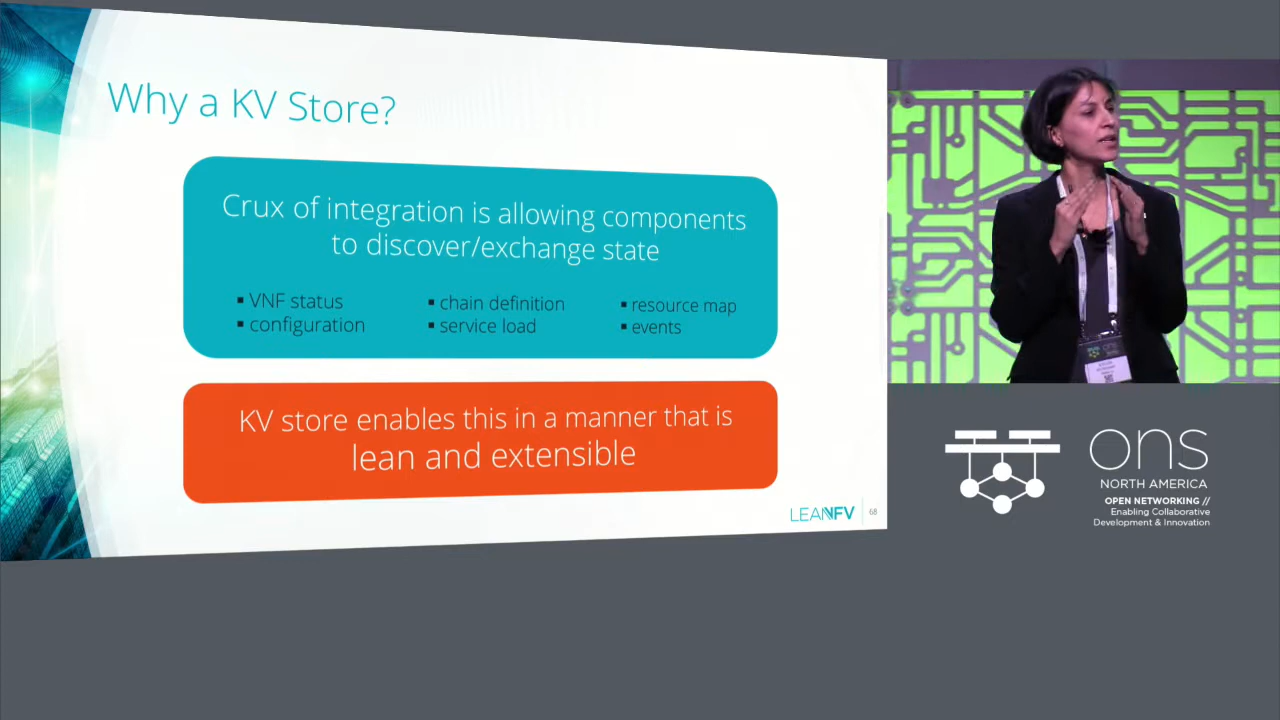 Why a KV Store?
Crux of integration is allowing components
to discover/exchange state
▪ VNF status
▪ configuration
▪ chain definition
▪ service load
▪ resource map
▪ events
KV store enables this in a manner that is
lean and extensible
LEANNFV
68
ons
ons
NORTH AMERICA
OPEN NETWORKING //
Enabling Collaborative
Development & Innovation